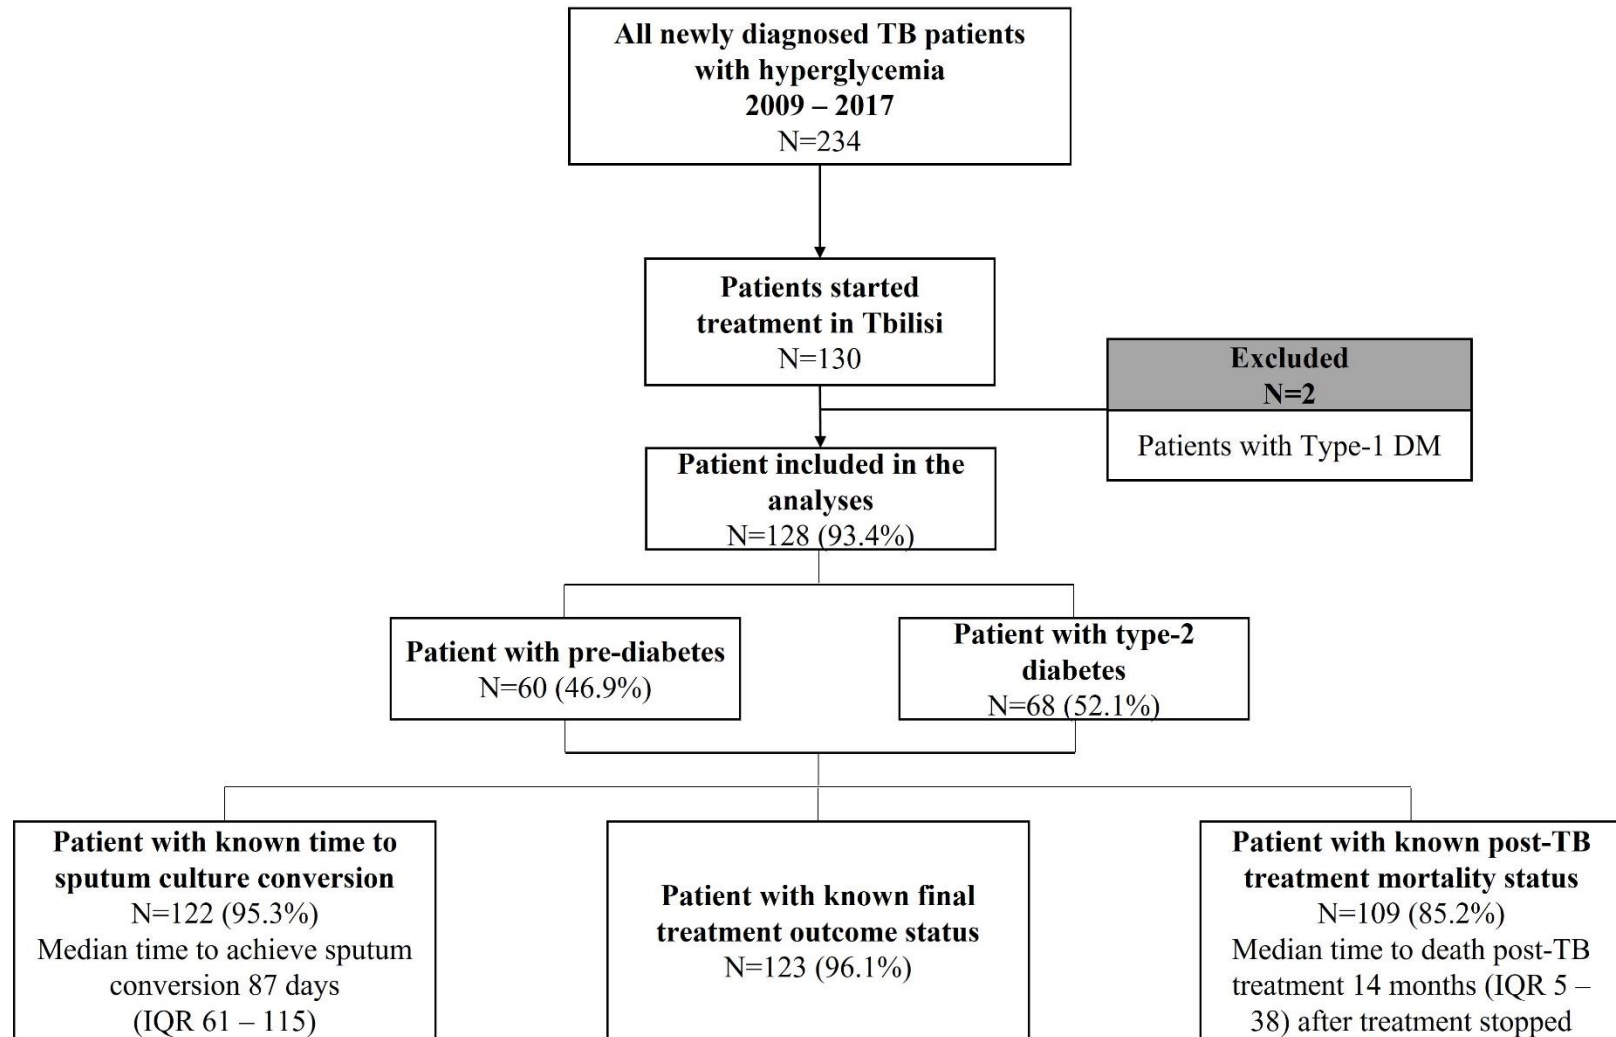 All newly diagnosed TB patients
with hyperglycemia
2009 – 2017
N=234
Patients started
treatment in Tbilisi
N=130
Excluded
N=2
Patients with Type-1 DM
Patient included in the
analyses
N=128 (93.4%)
Patient with pre-diabetes
N=60 (46.9%)
Patient with type-2
diabetes
N=68 (52.1%)
Patient with known time to
sputum culture conversion
N=122 (95.3%)
Median time to achieve sputum
conversion 87 days
(IQR 61 – 115)
Patient with known final
treatment outcome status
N=123 (96.1%)
Patient with known post-TB
treatment mortality status
N=109 (85.2%)
Median time to death post-TB
treatment 14 months (IQR 5 –
38) after treatment stopped